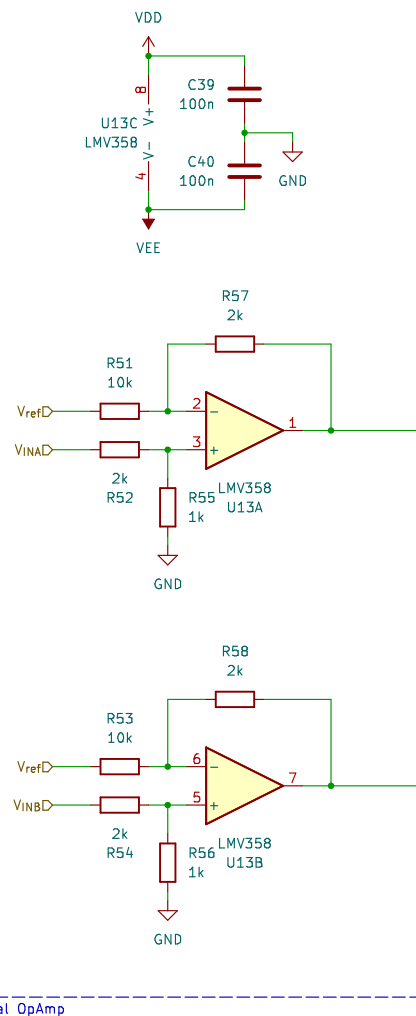 VDD
8
V+
C39
100n
U13C
LMV358
V-
4
C40
100n
GND
VEE
R57
2k
R51
10k
Vref
2
−
1
VINA
3
+
2k
R52
R55
1k
LMV358
U13A
GND
R58
2k
R53
10k
Vref
6
−
7
VINB
5
+
2k
R54
R56
1k
LMV358
U13B
GND
al OpAmp